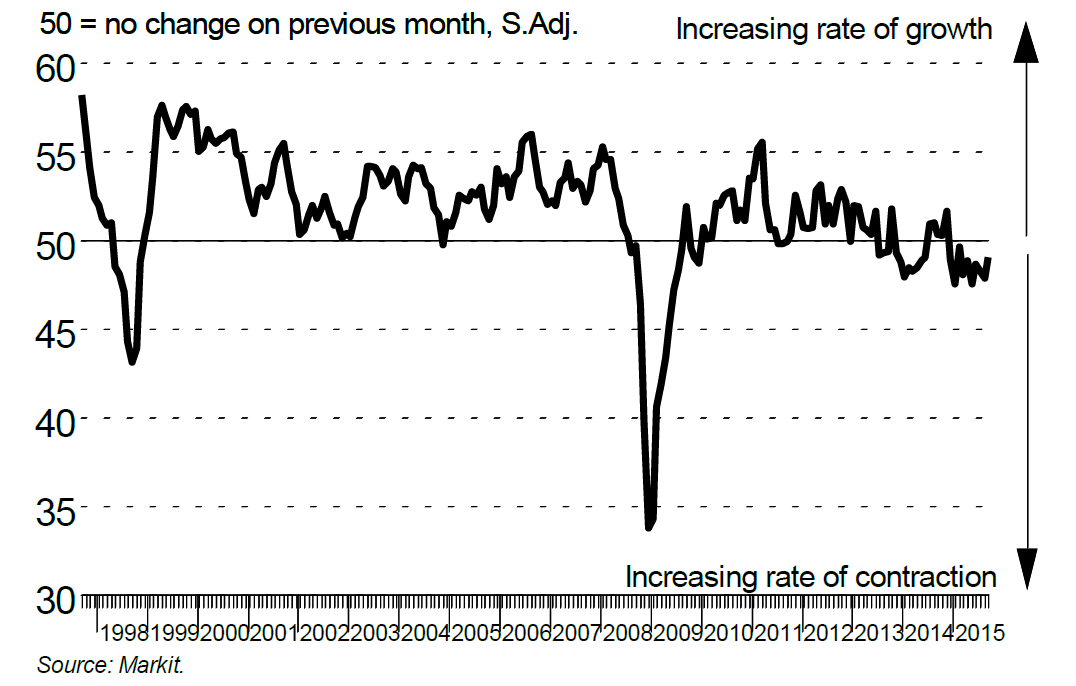 50 = no change on previous month, S.Adj.
Increasing rate of growth
60
55
50
45
40
35
30
Increasing rate of contraction
1998 1999 2000 2001 2002 2003 2004 2005 2006 2007 2008 2009 2010 2011 2012 2013 2014 2015
Source: Markit.